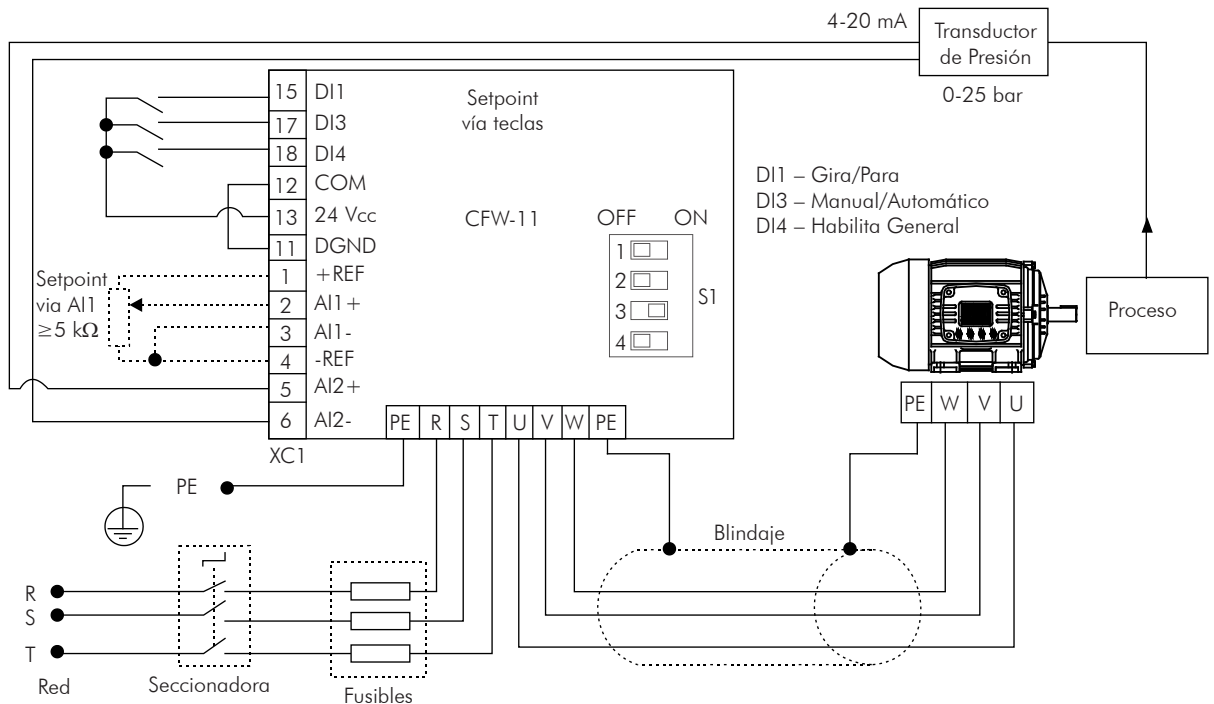 4-20 mA
Transductor
de Presión
0-25 bar
15 DI1
17 DI3
18 DI4
12 COM
13 24 Vcc
11 DGND
1 +REF
2 AI1+
3 AI1-
4 -REF
5 AI2+
6 AI2-
XC1
Setpoint
vía teclas
CFW-11
OFF ON
1
2
3
4
S1
DI1 – Gira/Para
DI3 – Manual/Automático
DI4 – Habilita General
Setpoint
via AI1
≥5 kΩ
Proceso
PE R S T U V W PE
PE W V U
PE
Blindaje
R
S
T
Red
Seccionadora
Fusibles